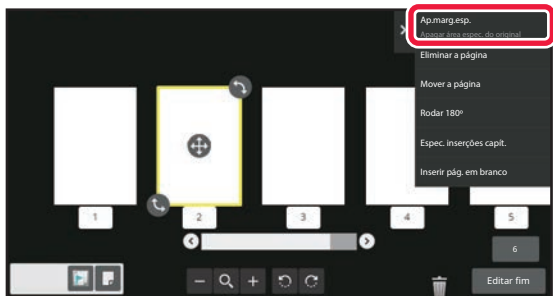 Ap.marg.esp.
Apagar área espec. do original
Eliminar a página
Mover a página
Rodar 180º
Espec. inserções capít.
Inserir pág. em branco
1
2
3
4
5
6
Editar fim